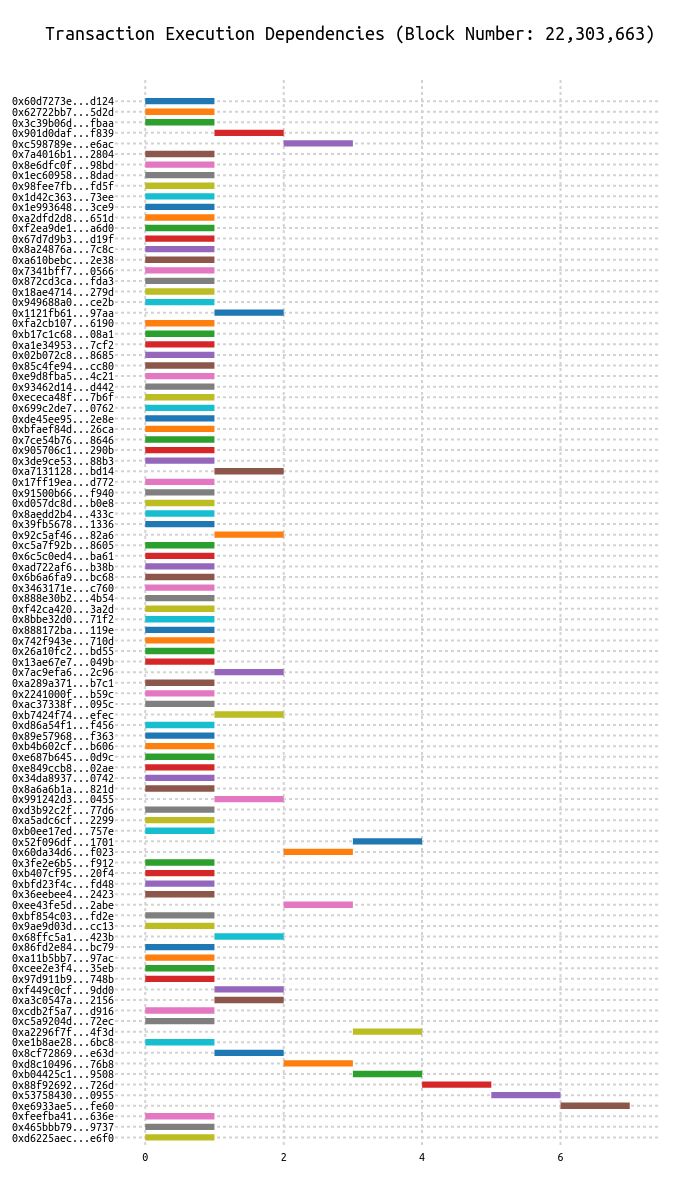 Transaction Execution Dependencies (Block Number: 22,303,663)
0x60d7273e...d124
0x62722bb7...5d2d
0x3c39b06d...fbaa
0x901d0daf...f839
0xc598789e...e6ac
0x7a4016b1...2804
0x8e6dfc0f...98bd
0x1ec60958...8dad
0x98fee7fb...fd5f
0x1d42c363...73ee
0x1e993648...3ce9
0xa2dfd2d8...651d
0xf2ea9de1...a6d0
0x67d7d9b3...d19f
0x8a24876a...7c8c
0xa610bebc...2e38
0x7341bff7...0566
0x872cd3ca...fda3
0x18ae4714...279d
0x949688a0...ce2b
0x1121fb61...97aa
0xfa2cb107...6190
0xb17c1c68...08a1
0xa1e34953...7cf2
0x02b072c8...8685
0x85c4fe94...cc80
0xe9d8fba5...4c21
0x93462d14...d442
0xececa48f...7b6f
0x699c2de7...0762
0xde45ee95...2e8e
0xbfaef84d...26ca
0x7ce54b76...8646
0x905706c1...290b
0x3de9ce53...88b3
0xa7131128...bd14
0x17ff19ea...d772
0x91500b66...f940
0xd057dc8d...b0e8
0x8aedd2b4...433c
0x39fb5678...1336
0x92c5af46...82a6
0xc5a7f92b...8605
0x6c5c0ed4...ba61
0xad722af6...b38b
0x6b6a6fa9...bc68
0x3463171e...c760
0x888e30b2...4b54
0xf42ca420...3a2d
0x8bbe32d0...71f2
0x888172ba...119e
0x742f943e...710d
0x26a10fc2...bd55
0x13ae67e7...049b
0x7ac9efa6...2c96
0xa289a371...b7c1
0x2241000f...b59c
0xac37338f...095c
0xb7424f74...efec
0xd86a54f1...f456
0x89e57968...f363
0xb4b602cf...b606
0xe687b645...0d9c
0xe849ccb8...02ae
0x34da8937...0742
0x8a6a6b1a...821d
0x991242d3...0455
0xd3b92c2f...77d6
0xa5adc6cf...2299
0xb0ee17ed...757e
0x52f096df...1701
0x60da34d6...f023
0x3fe2e6b5...f912
0xb407cf95...20f4
0xbfd23f4c...fd48
0x36eebee4...2423
0xee43fe5d...2abe
0xbf854c03...fd2e
0x9ae9d03d...cc13
0x68ffc5a1...423b
0x86fd2e84...bc79
0xa11b5bb7...97ac
0xcee2e3f4...35eb
0x97d911b9...748b
0xf449c0cf...9dd0
0xa3c0547a...2156
0xcdb2f5a7...d916
0xc5a9204d...72ec
0xa2296f7f...4f3d
0xe1b8ae28...6bc8
0x8cf72869...e63d
0xd8c10496...76b8
0xb04425c1...9508
0x88f92692...726d
0x53758430...0955
0xe6933ae5...fe60
0xfeefba41...636e
0x465bbb79...9737
0xd6225aec...e6f0
0 2 4 6